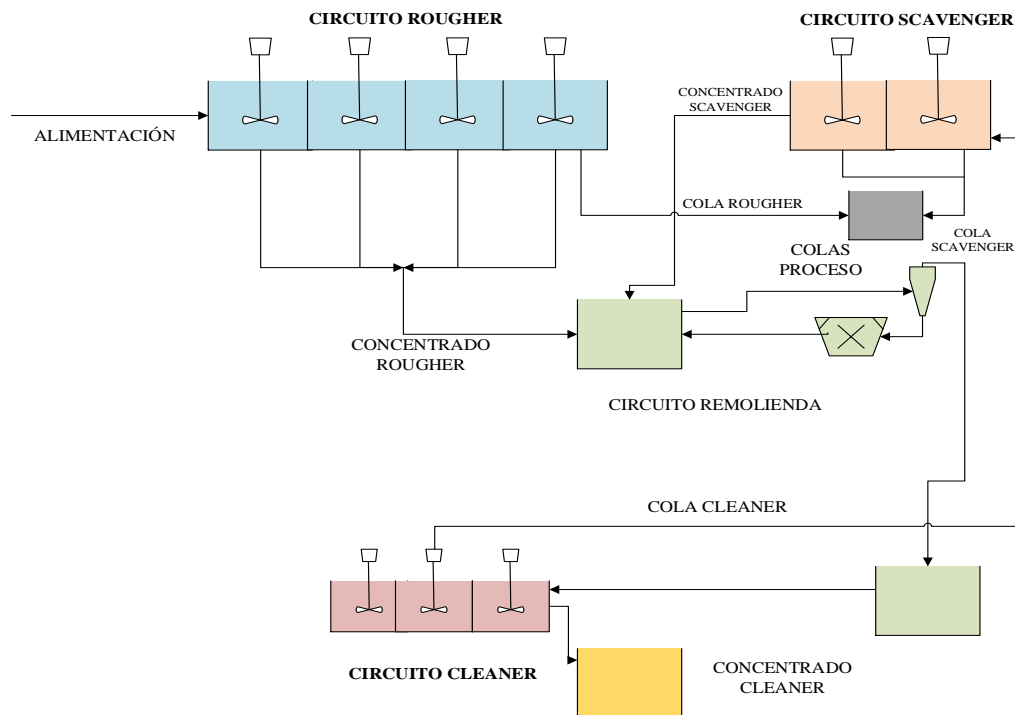 CIRCUITO ROUGHER
CIRCUITO SCAVENGER
CONCENTRADO
SCAVENGER
ALIMENTACIÓN
COLA ROUGHER
COLA
SCAVENGER
COLAS
PROCESO
CONCENTRADO
ROUGHER
CIRCUITO REMOLIENDA
COLA CLEANER
CIRCUITO CLEANER
CONCENTRADO
CLEANER